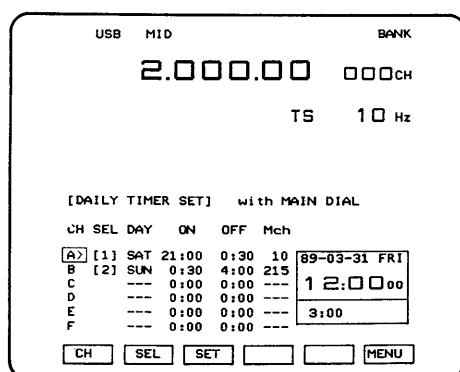 USB MID BANK
2.000.00 000CH
TS 10 Hz
[DAILY TIMER SET] with MAIN DIAL
CH SEL DAY ON OFF Mch
A> [1] SAT 21:00 0:30 10
B [2] SUN 0:30 4:00 215
C --- 0:00 0:00 ---
D --- 0:00 0:00 ---
E --- 0:00 0:00 ---
F --- 0:00 0:00 ---
89-03-31 FRI
12:00 00
3:00
CH SEL SET MENU